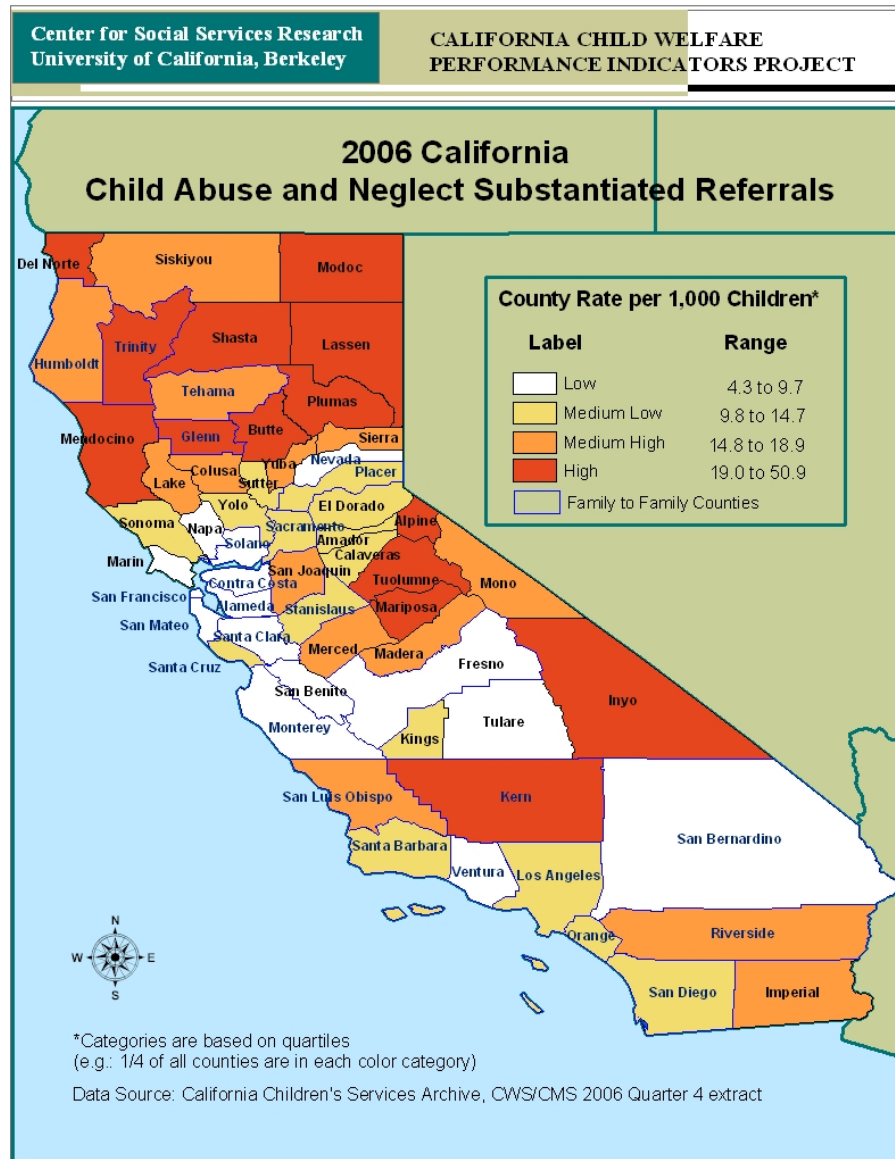 Center for Social Services Research
University of California, Berkeley
CALIFORNIA CHILD WELFARE
PERFORMANCE INDICATORS PROJECT
2006 California
Child Abuse and Neglect Substantiated Referrals
County Rate per 1,000 Children*
Label Range
Low 4.3 to 9.7
Medium Low 9.8 to 14.7
Medium High 14.8 to 18.9
High 19.0 to 50.9
Family to Family Counties
Del Norte
Siskiyou
Modoc
Humboldt
Trinity
Shasta
Lassen
Tehama
Plumas
Mendocino
Glenn
Butte
Sierra
Lake
Colusa
Yuba
Nevada
Sutter
Placer
Sonoma
Napa
Yolo
El Dorado
Sacramento
Alpine
Solano
Amador
Marin
Calaveras
San Joaquin
Mono
Contra Costa
Tuolumne
San Francisco
Alameda
Stanislaus
Mariposa
San Mateo
Santa Clara
Merced
Madera
Santa Cruz
Fresno
San Benito
Inyo
Monterey
Tulare
Kings
San Luis Obispo
Kern
San Bernardino
Santa Barbara
Ventura
Los Angeles
Orange
Riverside
San Diego
Imperial
N
W E
S
*Categories are based on quartiles
(e.g.: 1/4 of all counties are in each color category)
Data Source: California Children's Services Archive, CWS/CMS 2006 Quarter 4 extract